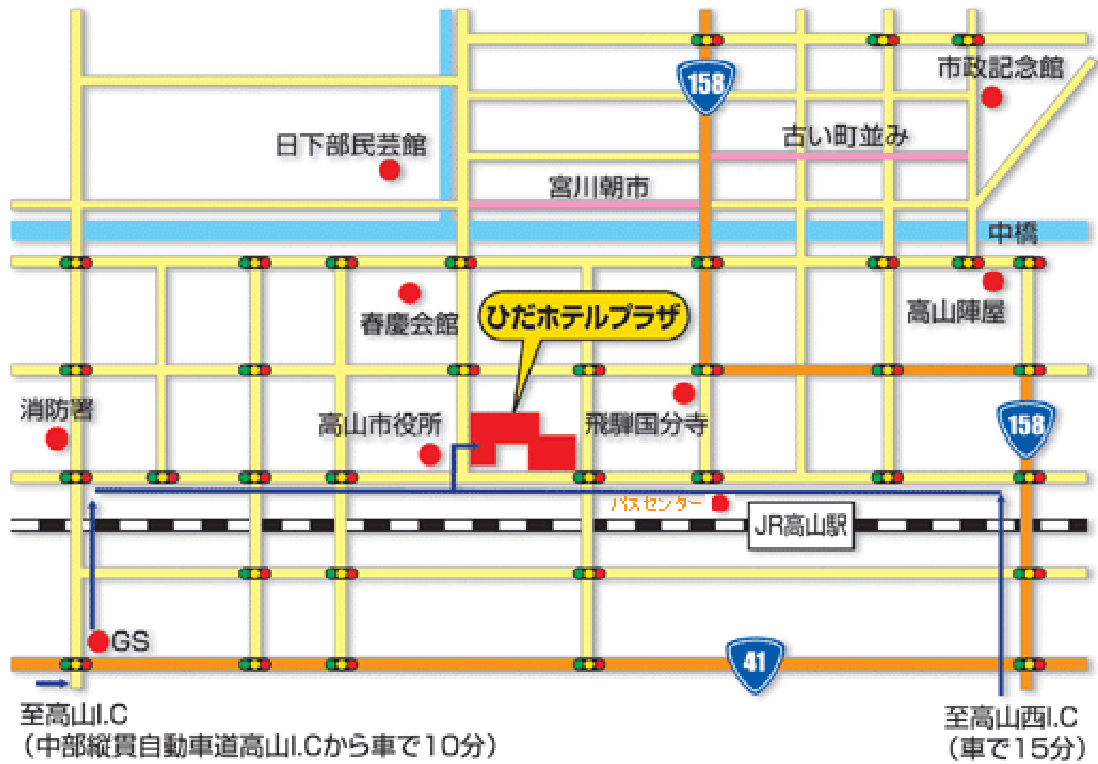 158
市政記念館
古い町並み
日下部民芸館
宮川朝市
中橋
高山陣屋
春慶会館
ひだホテルプラザ
消防署
高山市役所
飛騨国分寺
158
バスセンター
JR高山駅
GS
41
至高山I.C
(中部縦貫自動車道高山I.Cから車で10分)
至高山西I.C
(車で15分)